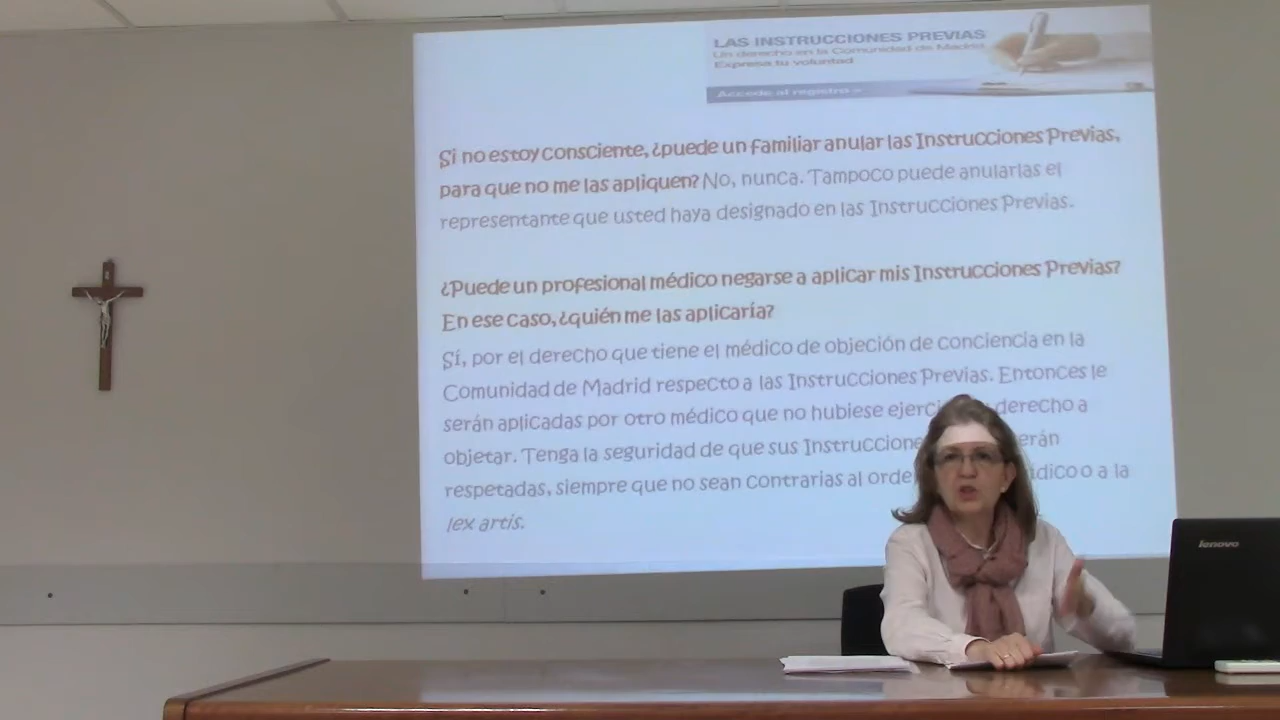 LAS INSTRUCCIONES PREVIAS
Un derecho en la Comunidad de Madrid
Expresa tu voluntad
Accede al registro »
Si no estoy consciente, ¿puede un familiar anular las Instrucciones Previas,
para que no me las apliquen? No, nunca. Tampoco puede anularlas el
representante que usted haya designado en las Instrucciones Previas.
¿Puede un profesional médico negarse a aplicar mis Instrucciones Previas?
En ese caso, ¿quién me las aplicaría?
Sí, por el derecho que tiene el médico de objeción de conciencia en la
Comunidad de Madrid respecto a las Instrucciones Previas. Entonces le
serán aplicadas por otro médico que no hubiese ejerci derecho a
objetar. Tenga la seguridad de que sus Instruccione erán
respetadas, siempre que no sean contrarias al orde ídico o a la
lex artis.
lenovo